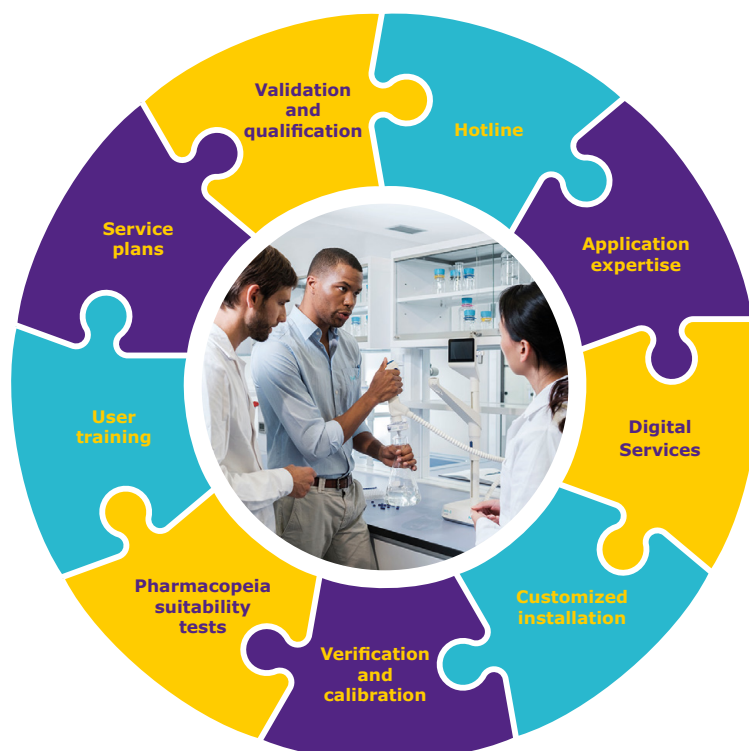 Validation
and
qualification
Hotline
Application
expertise
Digital
Services
Customized
installation
Verification
and
calibration
Pharmacopeia
suitability
tests
User
training
Service
plans